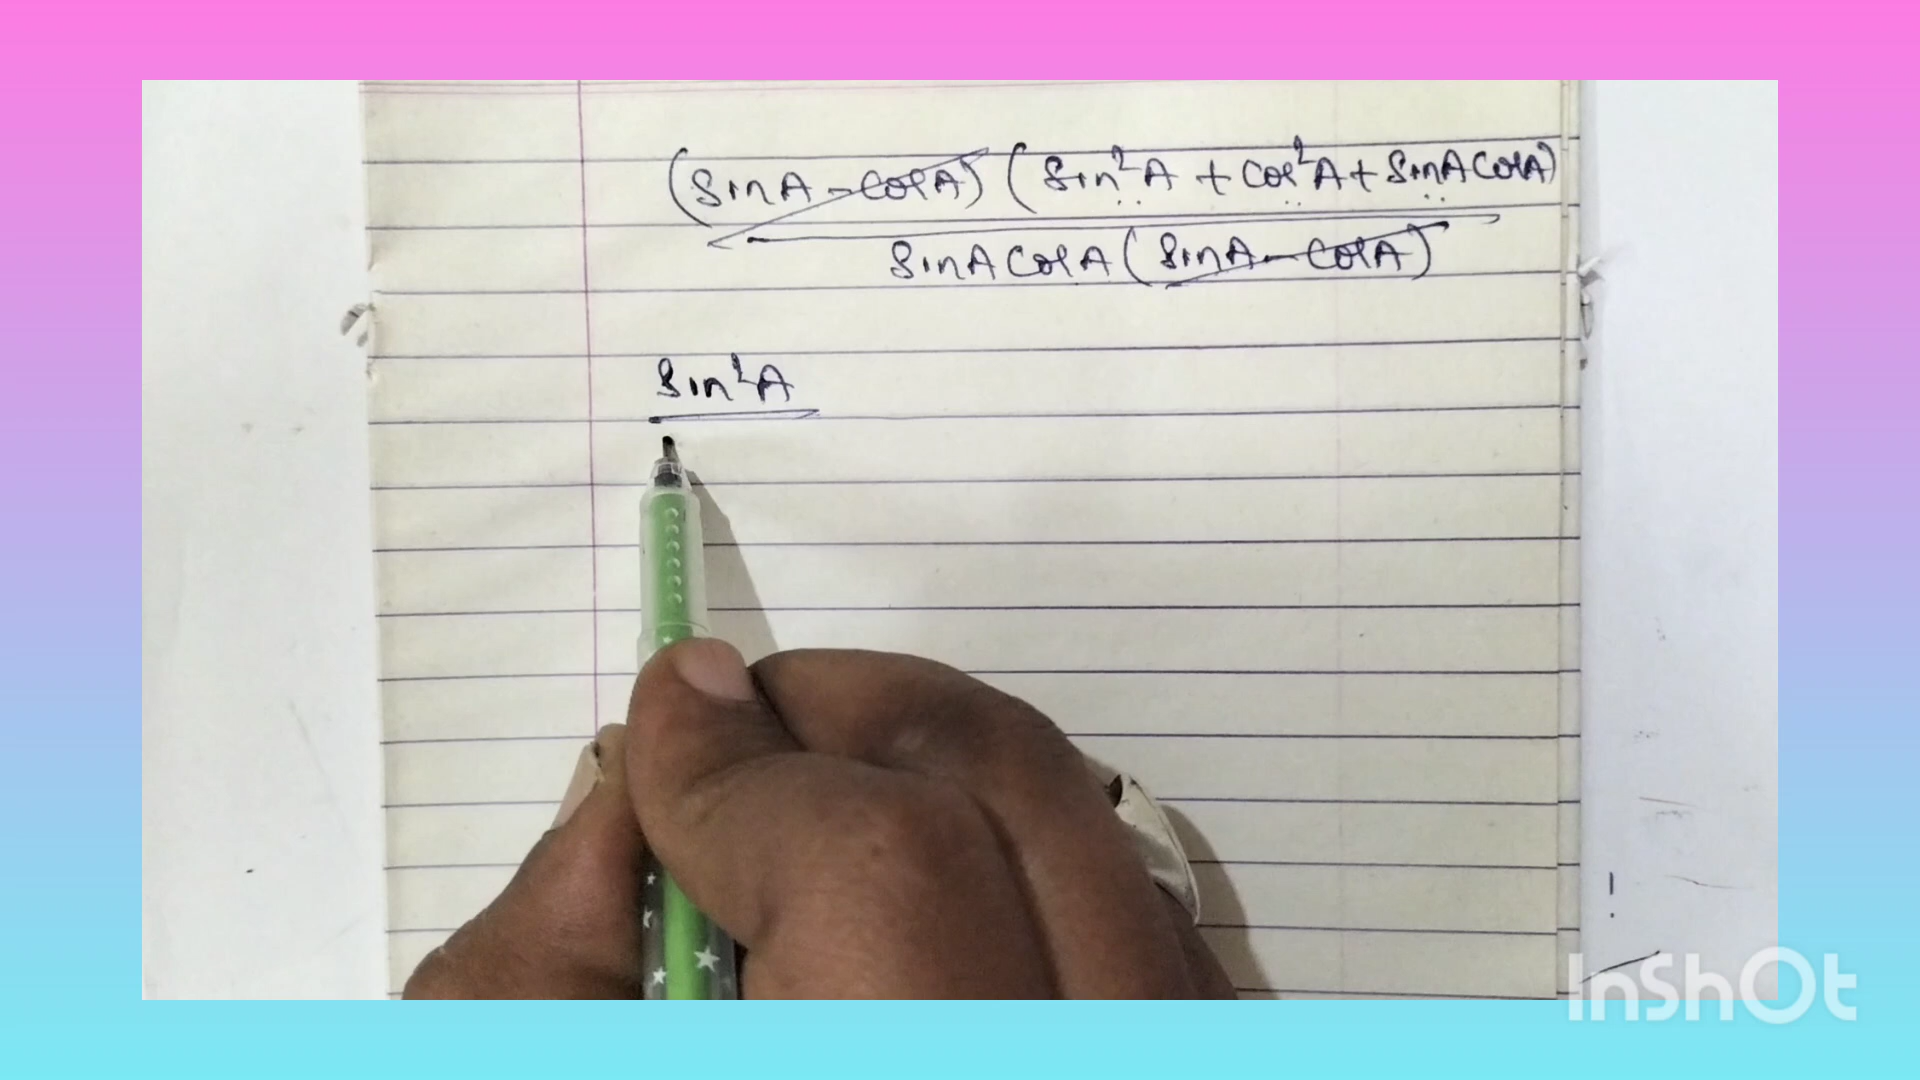 (SinA - CosA) (Sin²A + Cos²A + SinA CosA)
SinA CosA (SinA - CosA)
Sin²A
!
InShOt